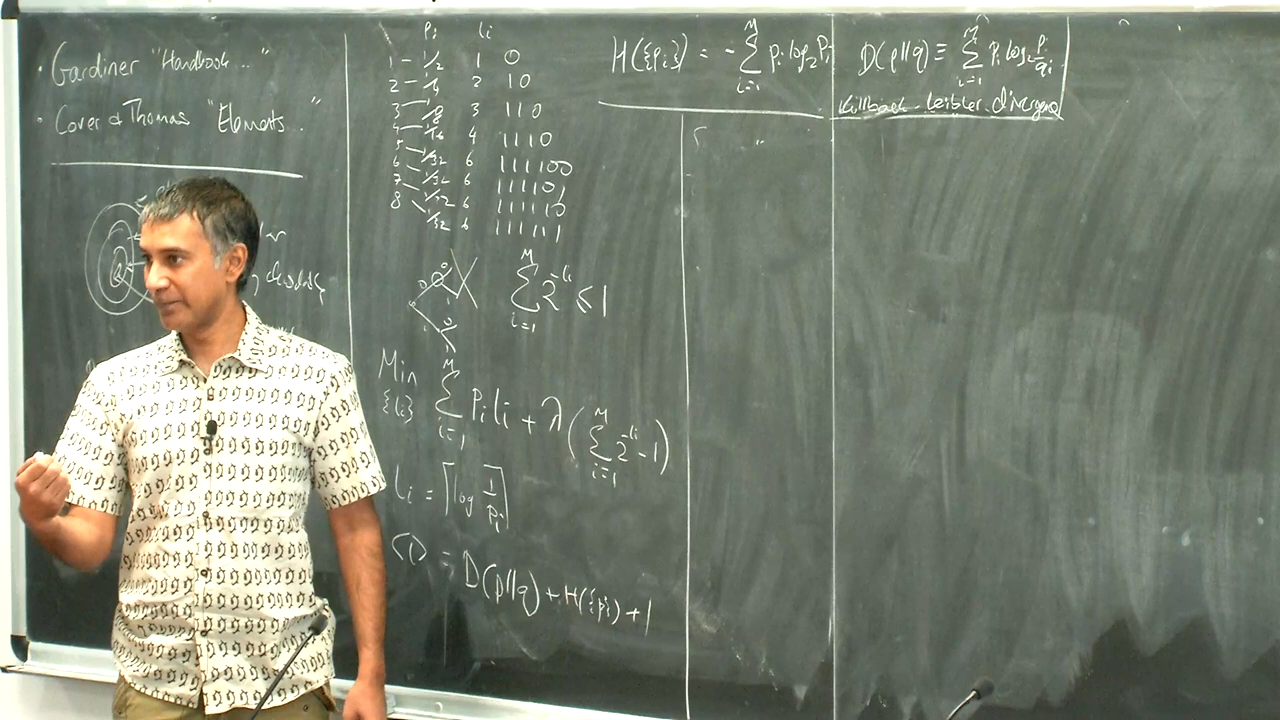 · Gardiner "Handbook..."
· Cover & Thomas "Elements..."
pi li
1 - 1/2 1 0
2 - 1/4 2 10
3 - 1/8 3 110
4 - 1/16 4 1110
5 - 1/32 6 111100
6 - 1/32 6 111101
7 - 1/32 6 111110
8 - 1/32 6 111111
M
Σ 2^-li ≤ 1
i=1
Min M
{li} Σ Pi li + λ ( M Σ i=1 2^-li - 1 )
i=1
li = ⌈log 1/Pi⌉
= D(p||q) + H({pi}) + 1
H({pi}) = - M Σ i=1 pi log2 Pi
D(p||q) ≡ M Σ i=1 Pi log2 Pi/qi
Kullback-Leibler divergence